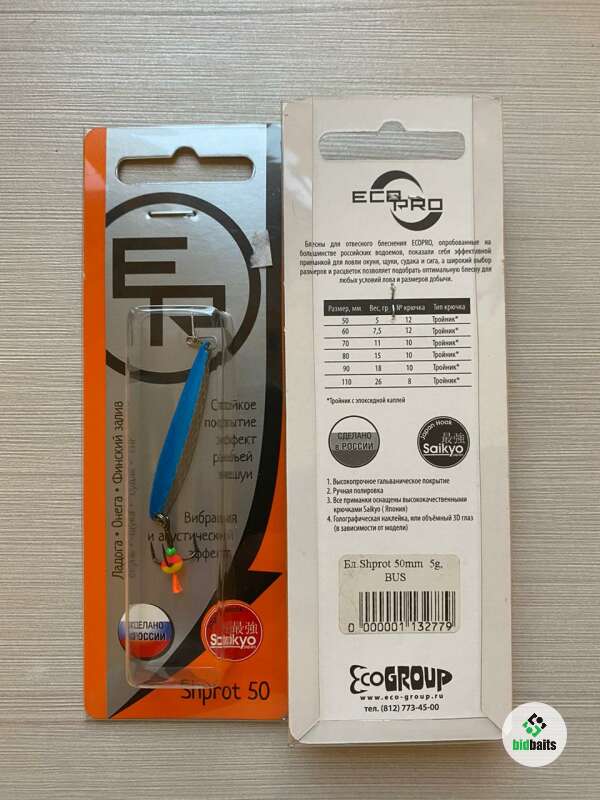 Ладога • Онега • Финский залив
Стойкое
покрытие
эффект
рыбьей
чешуи
Вибрация
и акустический
эффект
СДЕЛАНО
в РОССИИ
最強
Saikyo
Shprot 50
ECOPRO
Блесны для отвесного блеснения ECOPRO, опробованные на
большинстве российских водоемов, показали себя эффективной
приманкой для ловли окуня, щуки, судака и сига, а широкий выбор
размеров и расцветок позволяет подобрать оптимальную блесну для
любых условий лова и размеров добычи.
Размер, мм. Вес, гр № крючка Тип крючка
50 5 12 Тройник*
60 7,5 12 Тройник*
70 11 10 Тройник*
80 15 10 Тройник*
90 18 10 Тройник*
110 26 8 Тройник*
*Тройник с эпоксидной каплей
СДЕЛАНО
в РОССИИ
Japan Hook
最強
Saikyo
1. Высокопрочное гальваническое покрытие
2. Ручная полировка
3. Все приманки оснащены высококачественными
крючками Saikyo ( Япония)
4. Голографическая наклейка, или объёмный 3D глаз
(в зависимости от модели)
Бл.Shprot 50mm 5g,
BUS
0 000001 132779
EcoGROUP
www.eco-group.ru
тел. (812) 773-45-00
bidbaits